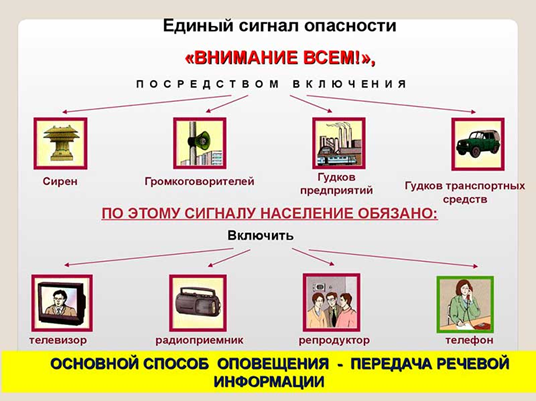 Единый сигнал опасности
«ВНИМАНИЕ ВСЕМ!»,
ПОСРЕДСТВОМ ВКЛЮЧЕНИЯ
Сирен
Громкоговорителей
Гудков
предприятий
Гудков транспортных
средств
ПО ЭТОМУ СИГНАЛУ НАСЕЛЕНИЕ ОБЯЗАНО:
Включить
телевизор
радиоприемник
репродуктор
телефон
ОСНОВНОЙ СПОСОБ ОПОВЕЩЕНИЯ - ПЕРЕДАЧА РЕЧЕВОЙ
ИНФОРМАЦИИ